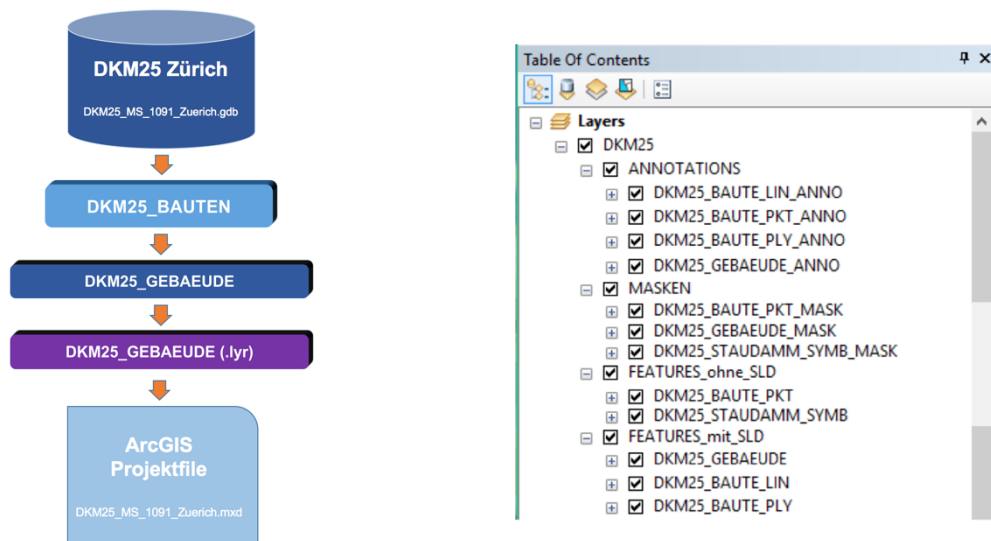 DKM25 Zürich
DKM25_MS_1091_Zuerich.gdb
DKM25_BAUTEN
DKM25_GEBAEUDE
DKM25_GEBAEUDE (.lyr)
ArcGIS
Projektfile
DKM25_MS_1091_Zuerich.mxd
Table Of Contents
Layers
DKM25
ANNOTATIONS
DKM25_BAUTE_LIN_ANNO
DKM25_BAUTE_PKT_ANNO
DKM25_BAUTE_PLY_ANNO
DKM25_GEBAEUDE_ANNO
MASKEN
DKM25_BAUTE_PKT_MASK
DKM25_GEBAEUDE_MASK
DKM25_STAUDAMM_SYMB_MASK
FEATURES_ohne_SLD
DKM25_BAUTE_PKT
DKM25_STAUDAMM_SYMB
FEATURES_mit_SLD
DKM25_GEBAEUDE
DKM25_BAUTE_LIN
DKM25_BAUTE_PLY